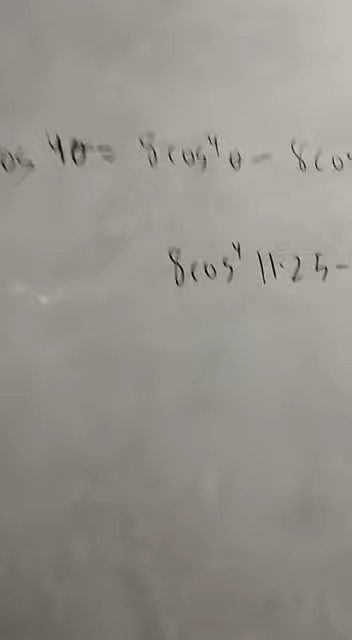 os 4θ = 8cos⁴θ - 8co
8cos⁴ 11.25 -